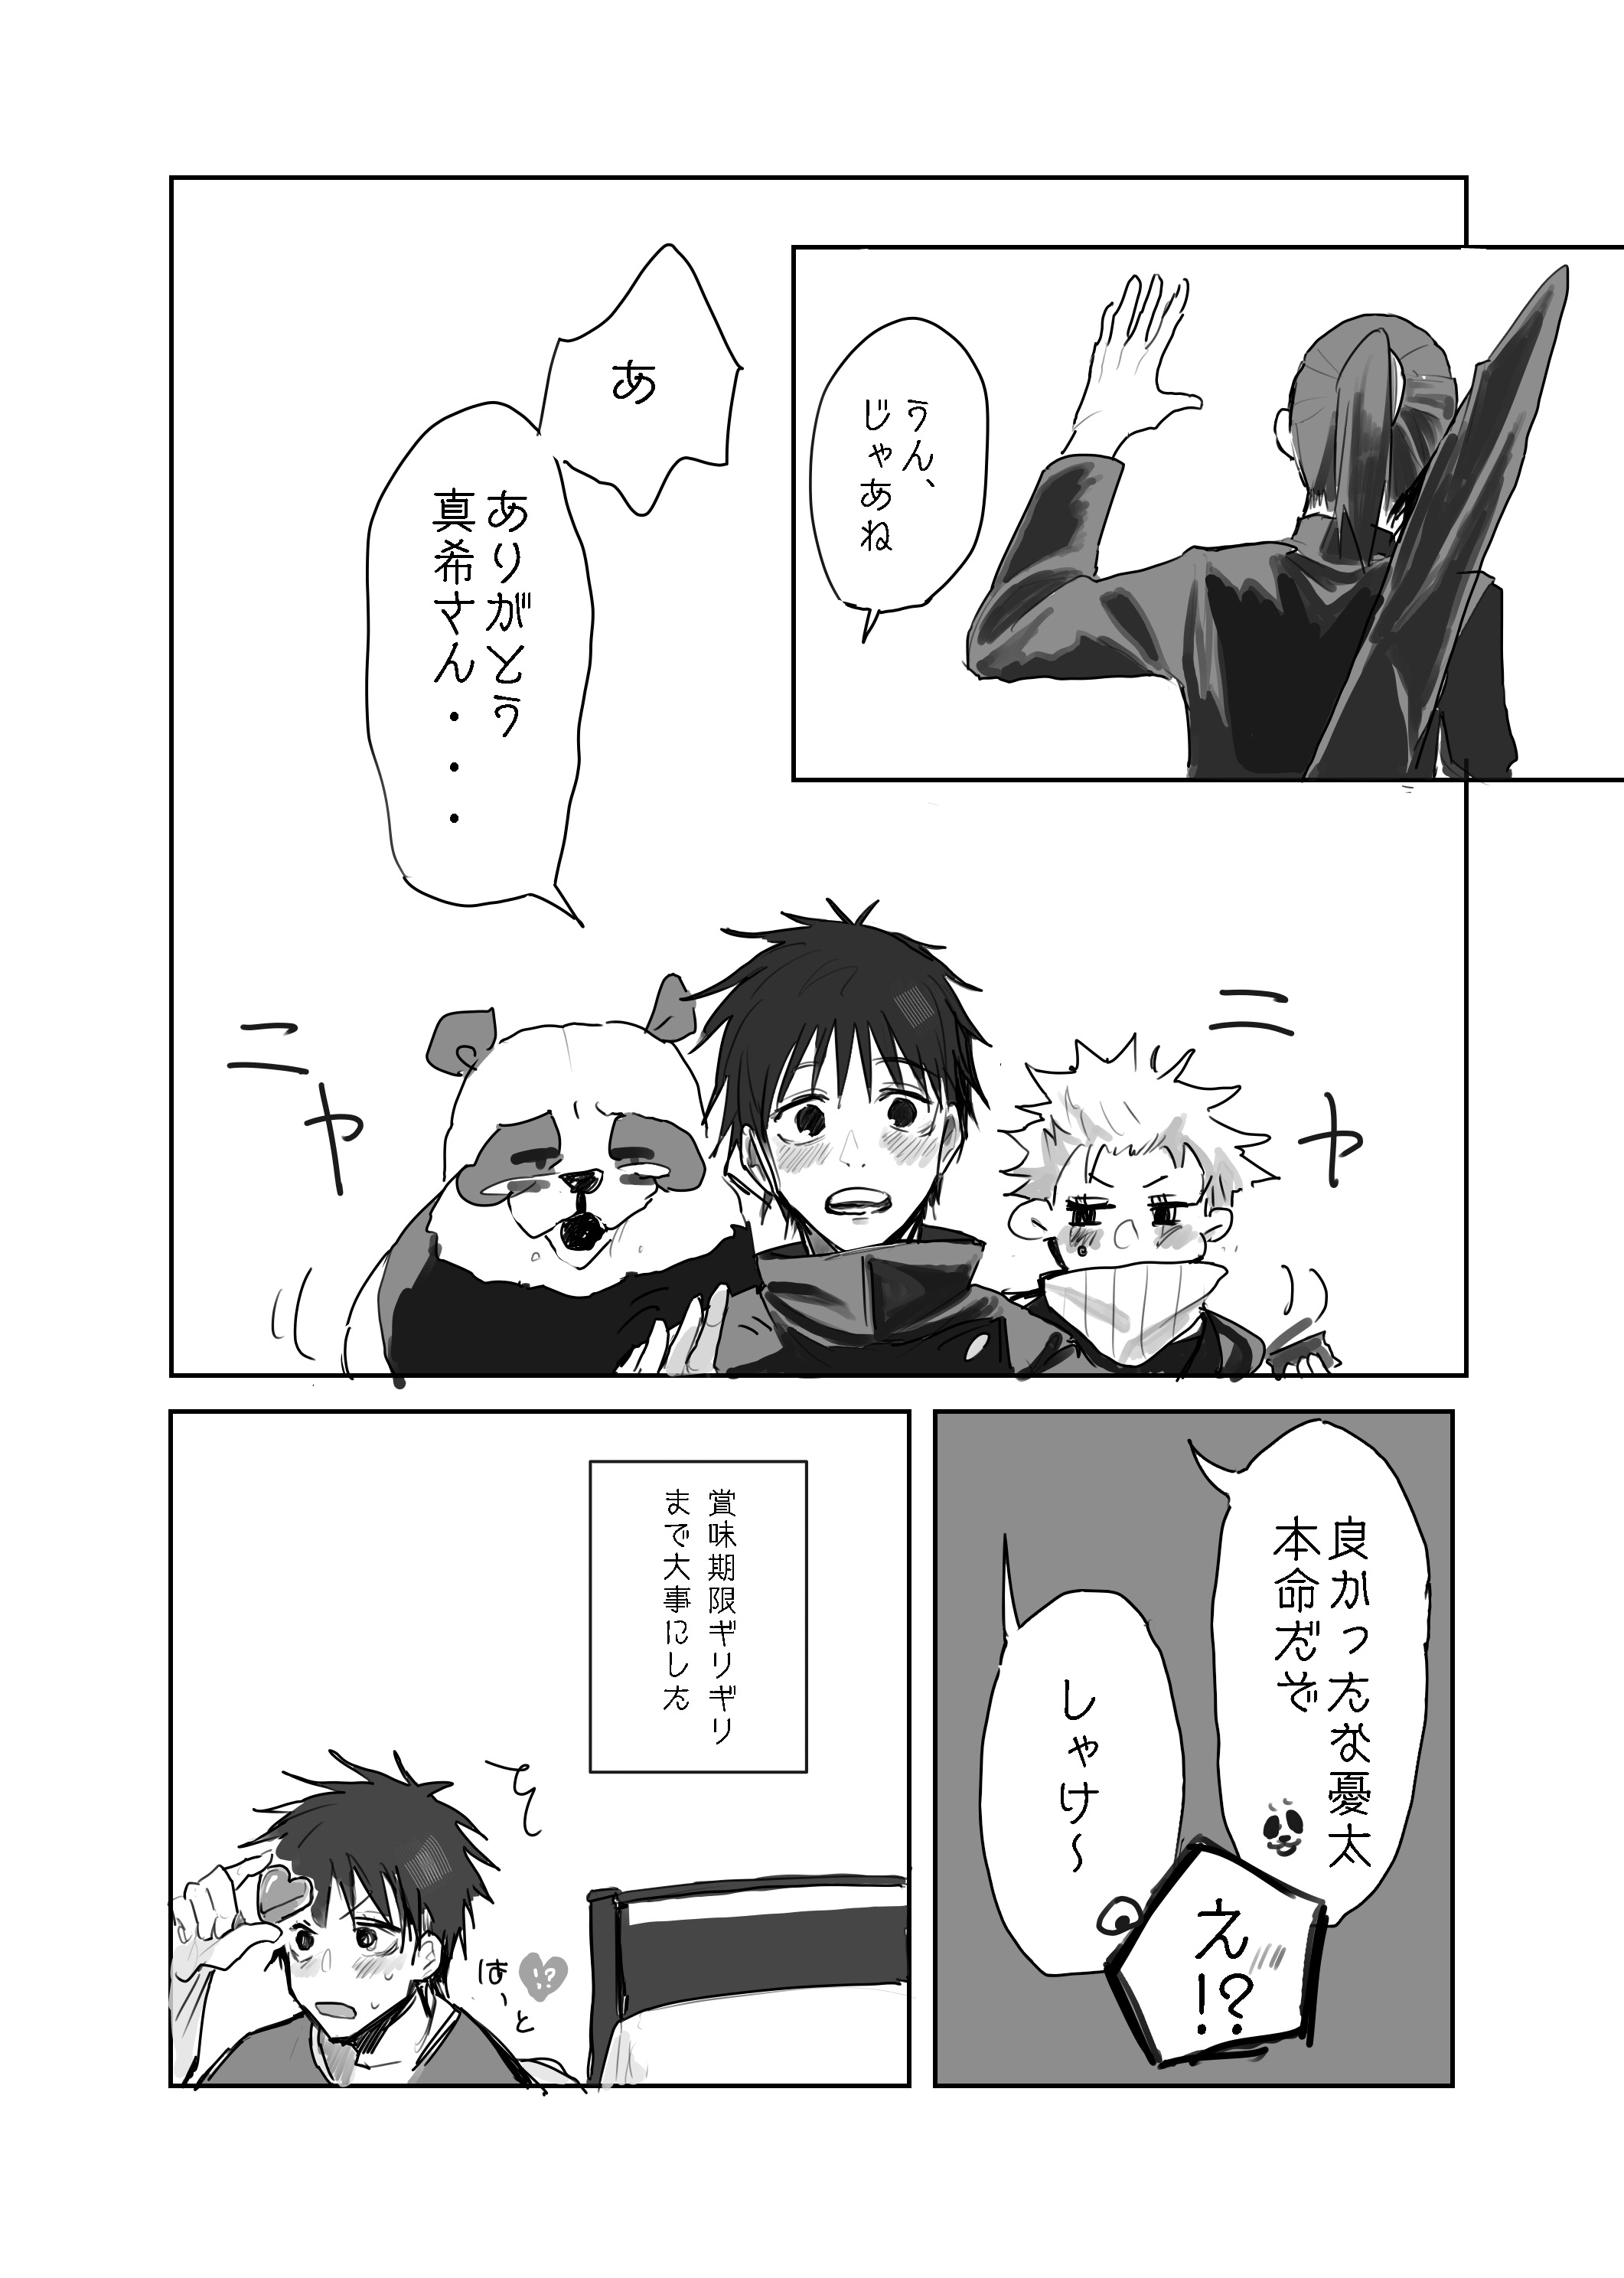 うん、
じゃあね
あ
ありがとう
真希さん・・・
ニヤ
ニヤ
良かったな憂太
本命だぞ
しゃけ～
え!?
賞味期限ギリギリ
まで大事にした
そ
!?
はーと